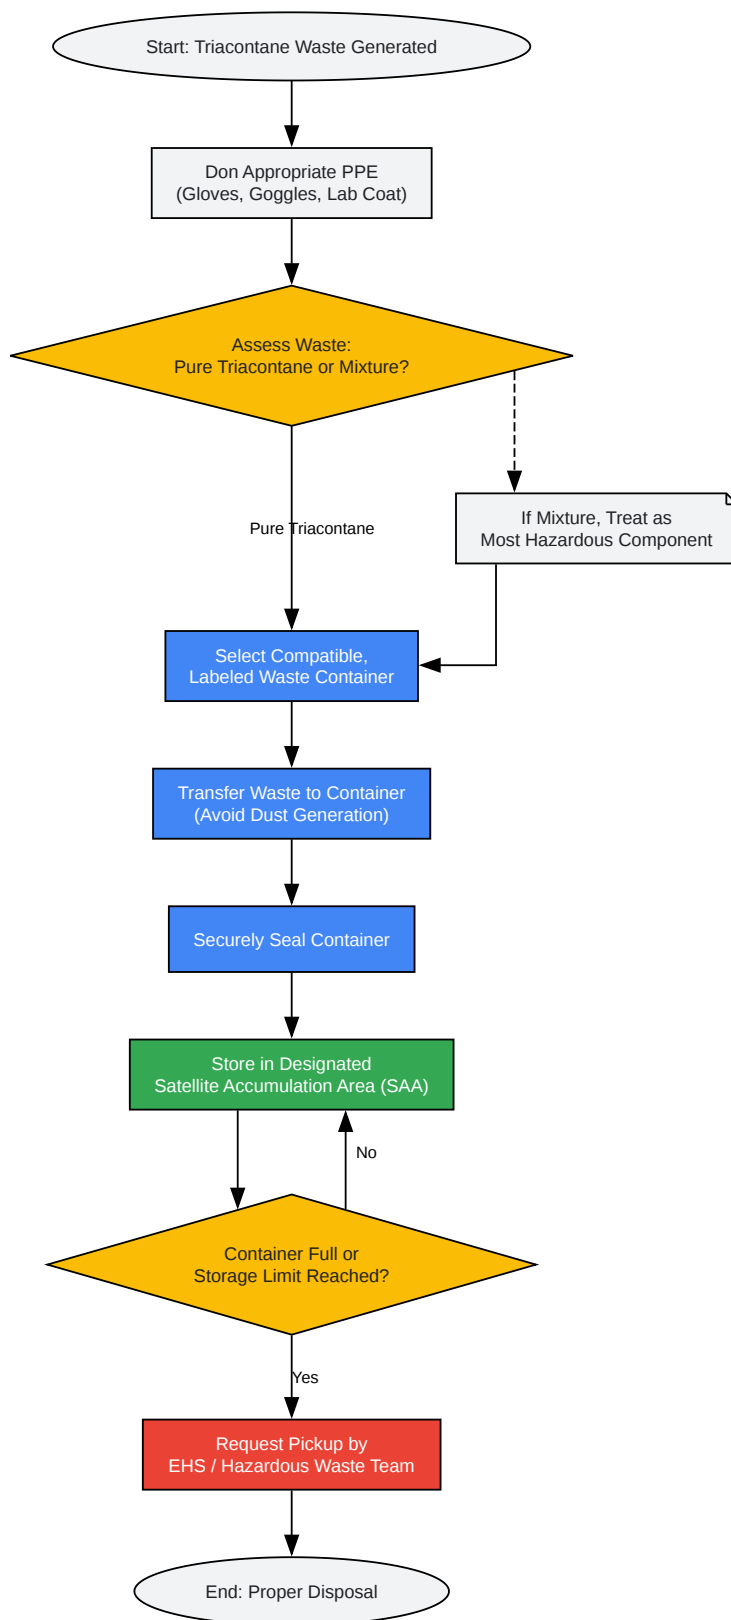 Start: Triacontane Waste Generated
Don Appropriate PPE
(Gloves, Goggles, Lab Coat)
Assess Waste:
Pure Triacontane or Mixture?
If Mixture, Treat as
Most Hazardous Component
Pure Triacontane
Select Compatible,
Labeled Waste Container
Transfer Waste to Container
(Avoid Dust Generation)
Securely Seal Container
Store in Designated
Satellite Accumulation Area (SAA)
No
Container Full or
Storage Limit Reached?
Yes
Request Pickup by
EHS / Hazardous Waste Team
End: Proper Disposal